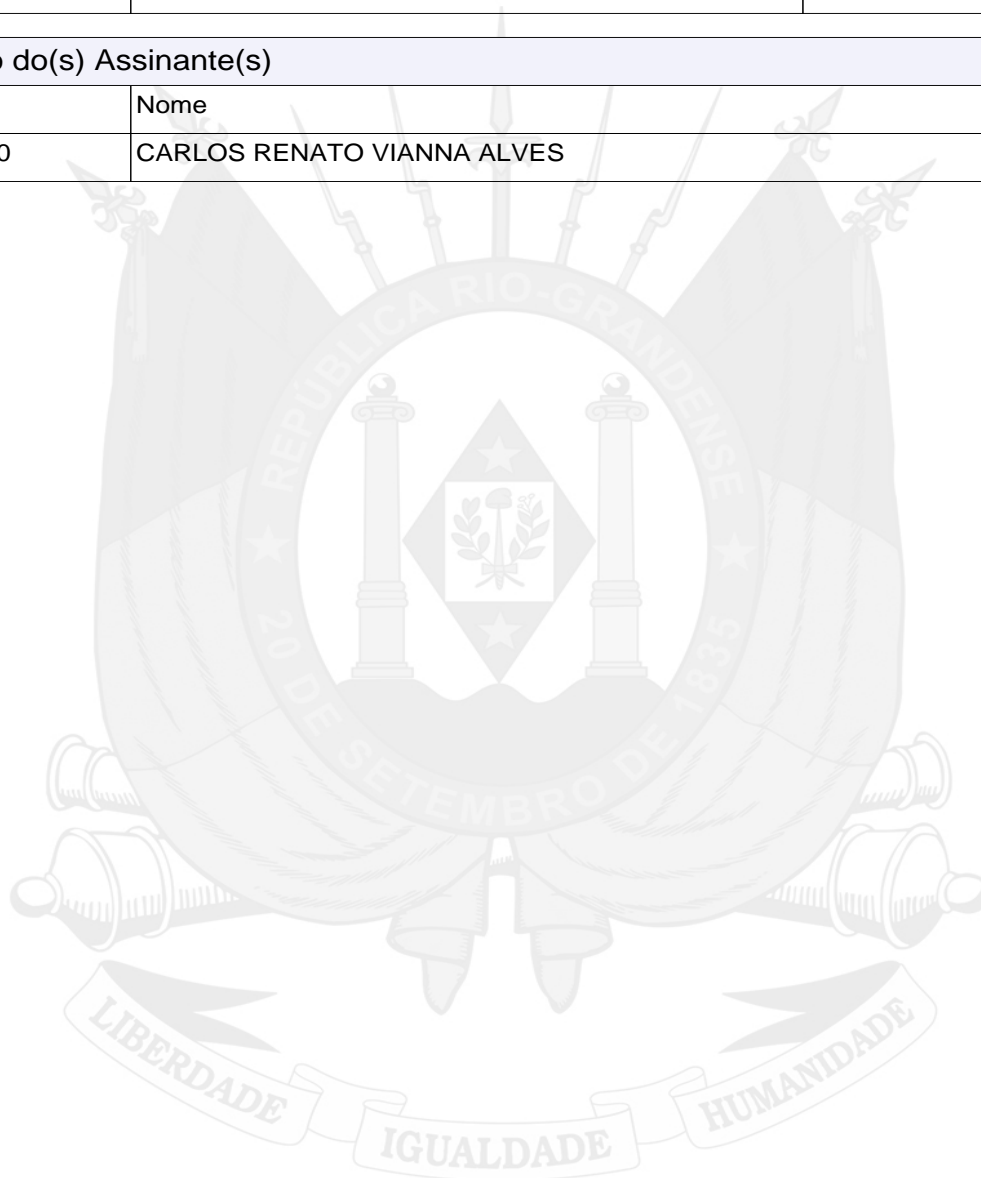 o do(s) Assinante(s)
Nome
0 CARLOS RENATO VIANNA ALVES
REPÚBLICA RIO-GRANDENSE
★ 20 DE SETEMBRO DE 1835 ★
LIBERDADE IGUALDADE HUMANIDADE